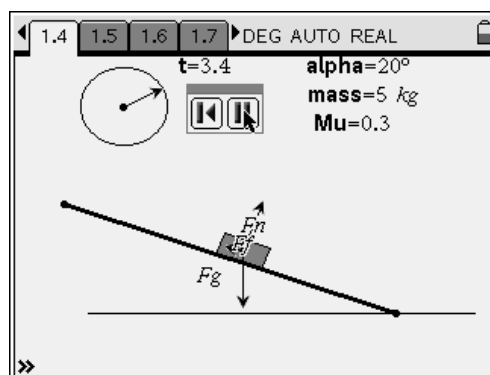 1.4 1.5 1.6 1.7 DEG AUTO REAL
t=3.4 alpha=20°
mass=5 kg
Mu=0.3
Fn
Ff
Fg